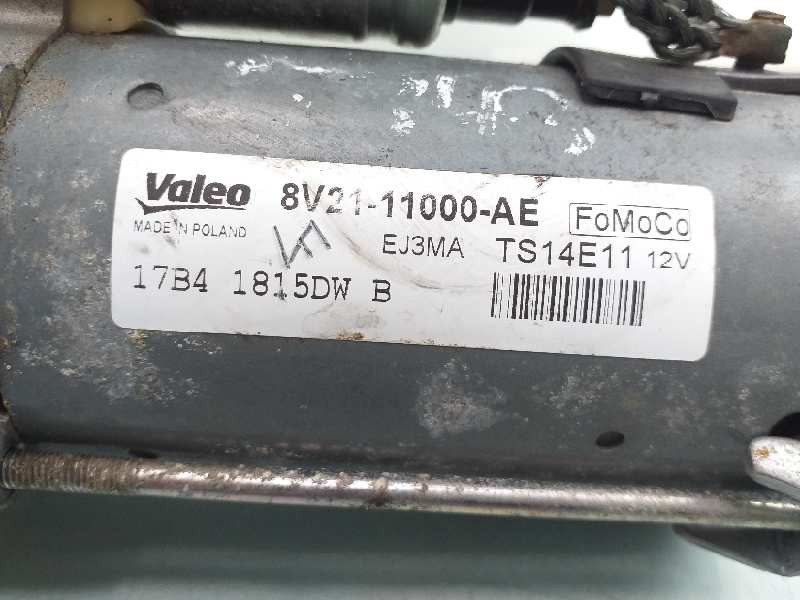 Valeo 8V21-11000-AE FoMoCo
MADE IN POLAND EJ3MA TS14E11 12V
17B4 1815DW B